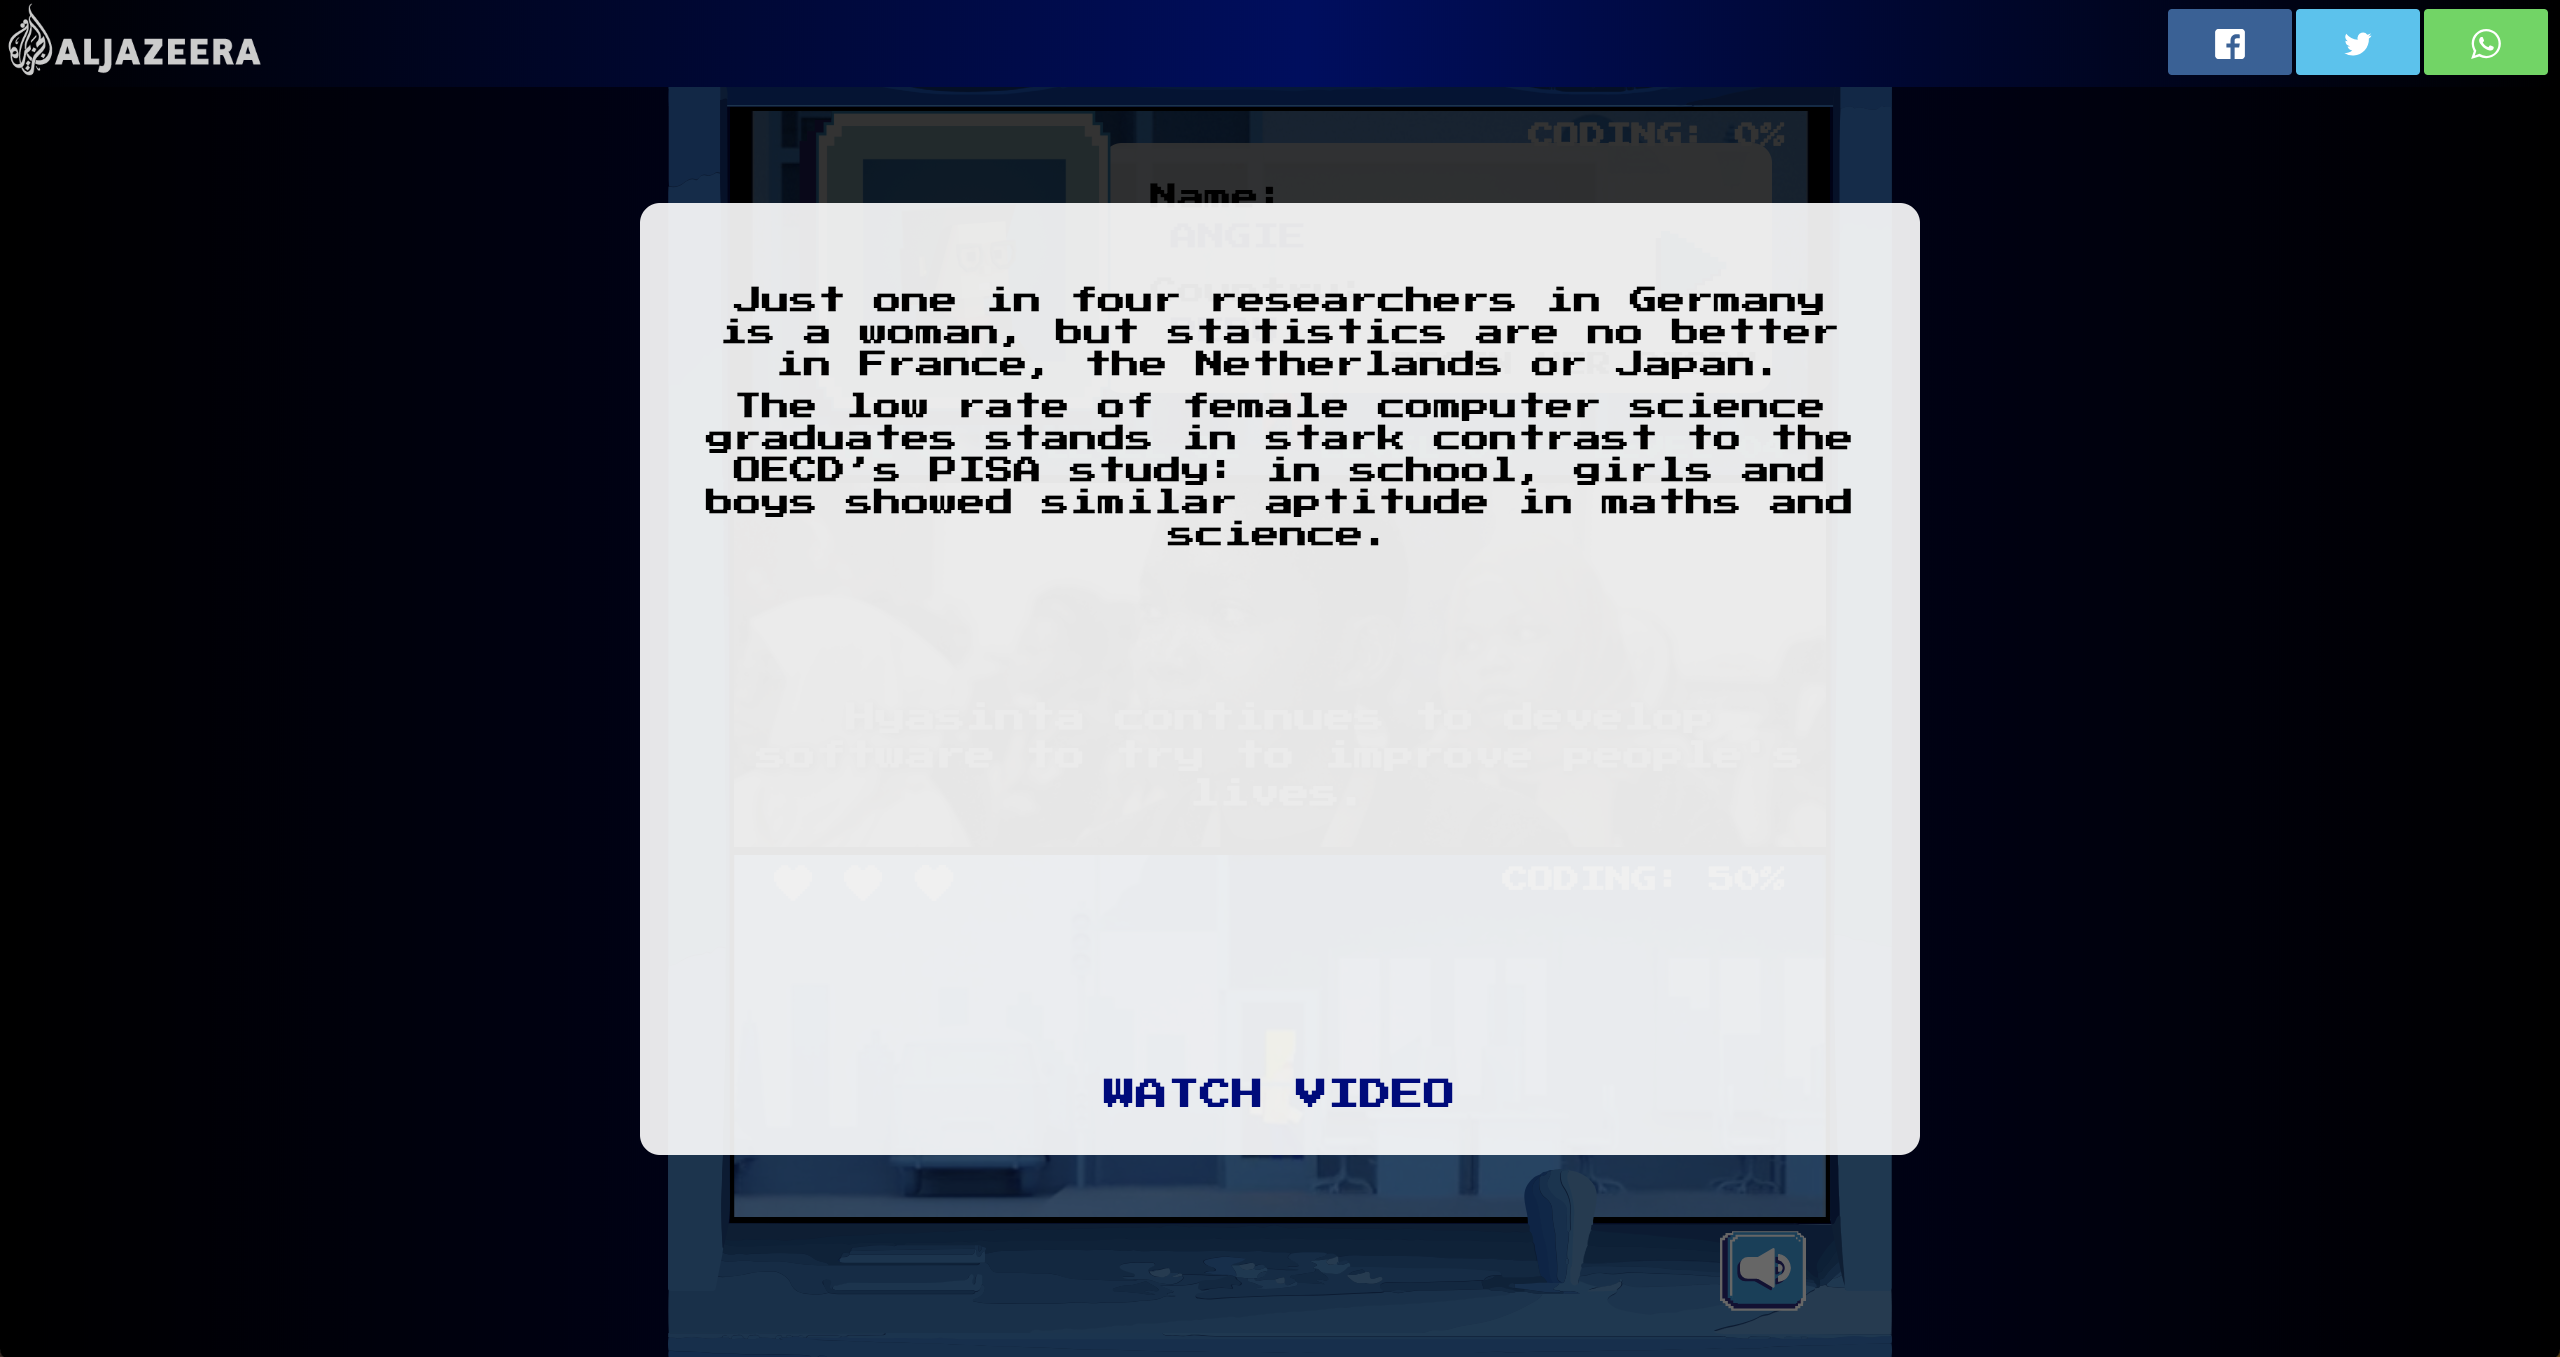 ALJAZEERA
CODING: 0%
Name:
ANGIE
Country:
Just one in four researchers in Germany
is a woman, but statistics are no better
in France, the Netherlands or Japan.
The low rate of female computer science
graduates stands in stark contrast to the
OECD's PISA study: in school, girls and
boys showed similar aptitude in maths and
science.
Hyasinta continues to develop
software to try to improve people's
lives.
CODING: 50%
WATCH VIDEO